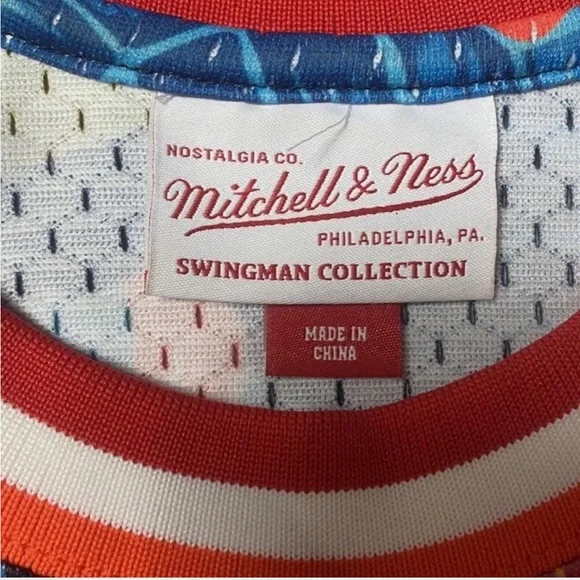 NOSTALGIA CO.
Mitchell & Ness
PHILADELPHIA, PA.
SWINGMAN COLLECTION
MADE IN
CHINA